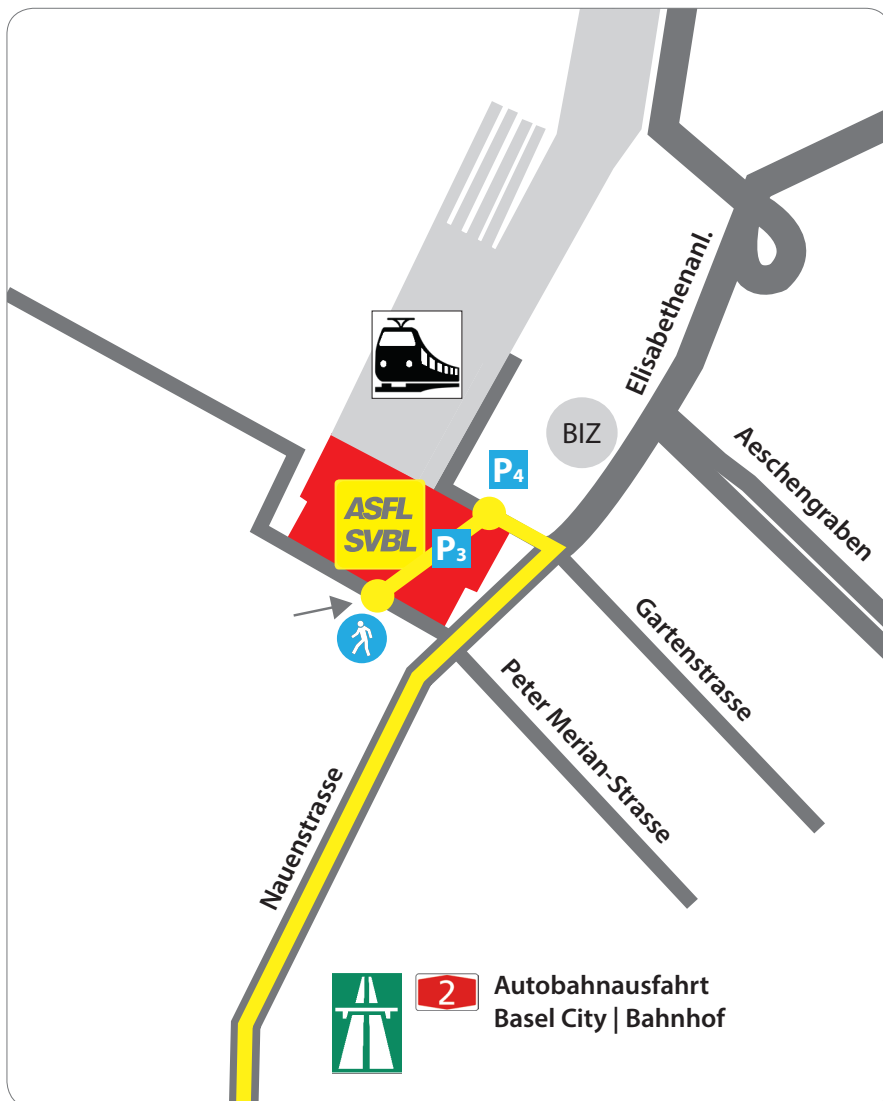 Elisabethenanl.
BIZ
Aeschengraben
P4
ASFL
SVBL
P3
Gartenstrasse
Peter Merian-Strasse
Nauenstrasse
2
Autobahnausfahrt
Basel City | Bahnhof